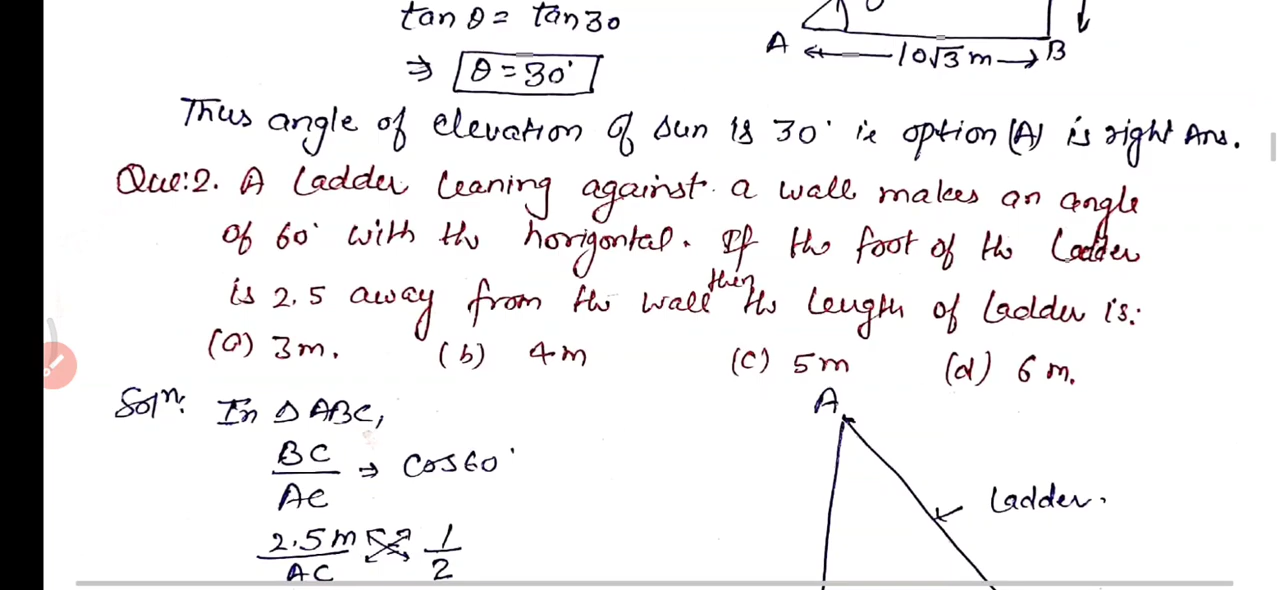 tan θ = tan 30
A ← 10√3 m → B
⇒ θ = 30°
Thus angle of elevation of sun is 30° ie option (A) is right Ans.
Que:2. A ladder leaning against a wall makes an angle
of 60° with the horizontal. If the foot of the ladder
is 2.5 away from the wall then the length of ladder is:
(a) 3m. (b) 4m (c) 5m (d) 6 m.
Solⁿ: In Δ ABC,
A
BC/AC ⇒ cos60°
Ladder.
2.5m/AC 1/2